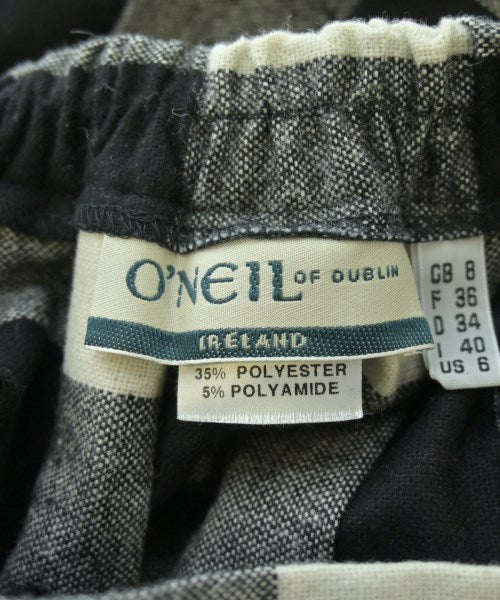 O'NEIL OF DUBLIN
IRELAND
35% POLYESTER
5% POLYAMIDE
GB 8
F 36
D 34
I 40
US 6